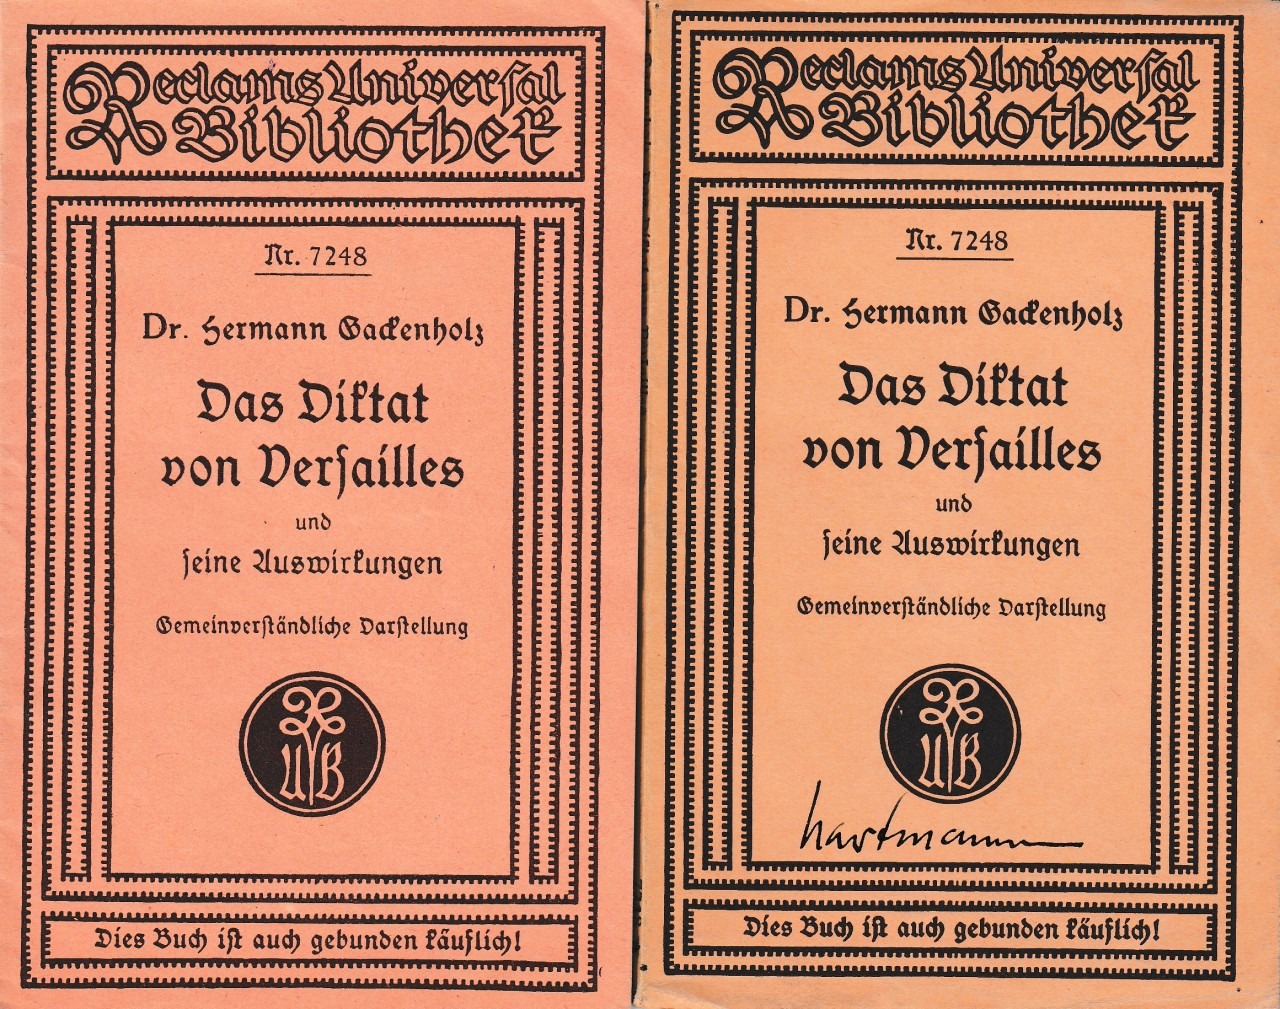 Reclams Universal
Bibliothek
Nr. 7248
Dr. Hermann Gackenholz
Das Diktat
von Versailles
und
seine Auswirkungen
Gemeinverständliche Darstellung
R
UB
Dies Buch ist auch gebunden käuflich!
Reclams Universal
Bibliothek
Nr. 7248
Dr. Hermann Gackenholz
Das Diktat
von Versailles
und
seine Auswirkungen
Gemeinverständliche Darstellung
R
UB
hartmann
Dies Buch ist auch gebunden käuflich!